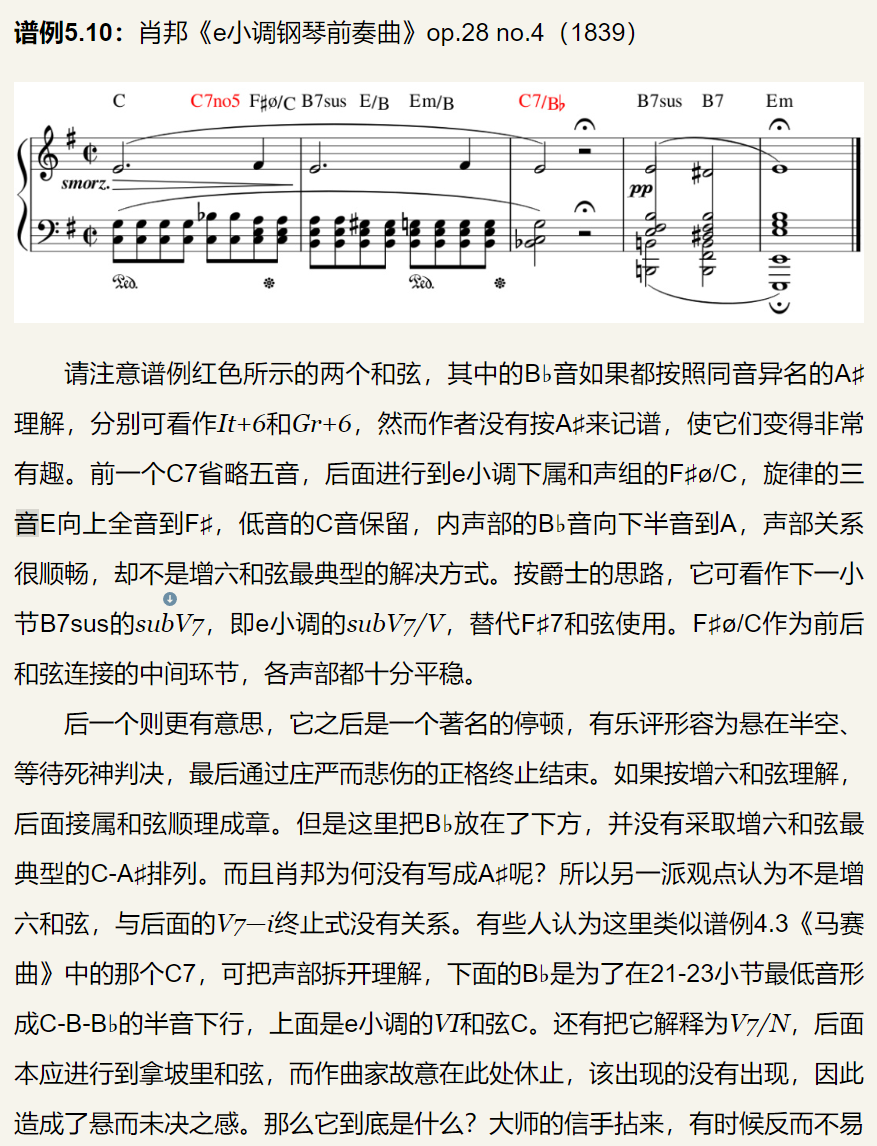 谱例5.10：肖邦《e小调钢琴前奏曲》op.28 no.4（1839）
C C7no5 F♯ø/C B7sus E/B Em/B C7/B♭ B7sus B7 Em
smorz.
pp
Ped. Ped.
请注意谱例红色所示的两个和弦，其中的B♭音如果都按照同音异名的A♯
理解，分别可看作It+6和Gr+6，然而作者没有按A♯来记谱，使它们变得非常
有趣。前一个C7省略五音，后面进行到e小调下属和声组的F♯ø/C，旋律的三
音E向上全音到F♯，低音的C音保留，内声部的B♭音向下半音到A，声部关系
很顺畅，却不是增六和弦最典型的解决方式。按爵士的思路，它可看作下一小
节B7sus的subV7，即e小调的subV7/V，替代F♯7和弦使用。F♯ø/C作为前后
和弦连接的中间环节，各声部都十分平稳。
后一个则更有意思，它之后是一个著名的停顿，有乐评形容为悬在半空、
等待死神判决，最后通过庄严而悲伤的正格终止结束。如果按增六和弦理解，
后面接属和弦顺理成章。但是这里把B♭放在了下方，并没有采取增六和弦最
典型的C-A♯排列。而且肖邦为何没有写成A♯呢？所以另一派观点认为不是增
六和弦，与后面的V7—i终止式没有关系。有些人认为这里类似谱例4.3《马赛
曲》中的那个C7，可把声部拆开理解，下面的B♭是为了在21-23小节最低音形
成C-B-B♭的半音下行，上面是e小调的VI和弦C。还有把它解释为V7/N，后面
本应进行到拿坡里和弦，而作曲家故意在此处休止，该出现的没有出现，因此
造成了悬而未决之感。那么它到底是什么？大师的信手拈来，有时候反而不易